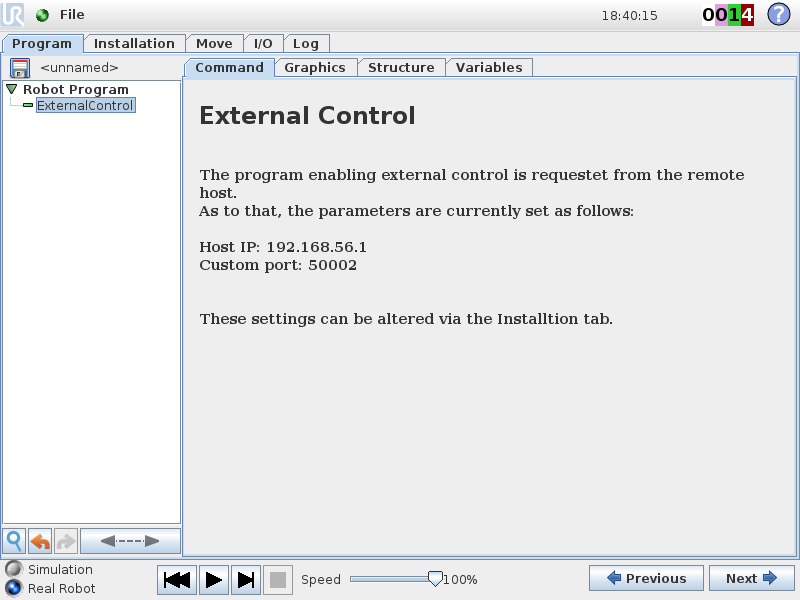 UR File 18:40:15 0014 ?
Program Installation Move I/O Log
<unnamed> Command Graphics Structure Variables
Robot Program
ExternalControl
External Control
The program enabling external control is requestet from the remote
host.
As to that, the parameters are currently set as follows:
Host IP: 192.168.56.1
Custom port: 50002
These settings can be altered via the Installtion tab.
Simulation
Real Robot
Speed 100% Previous Next